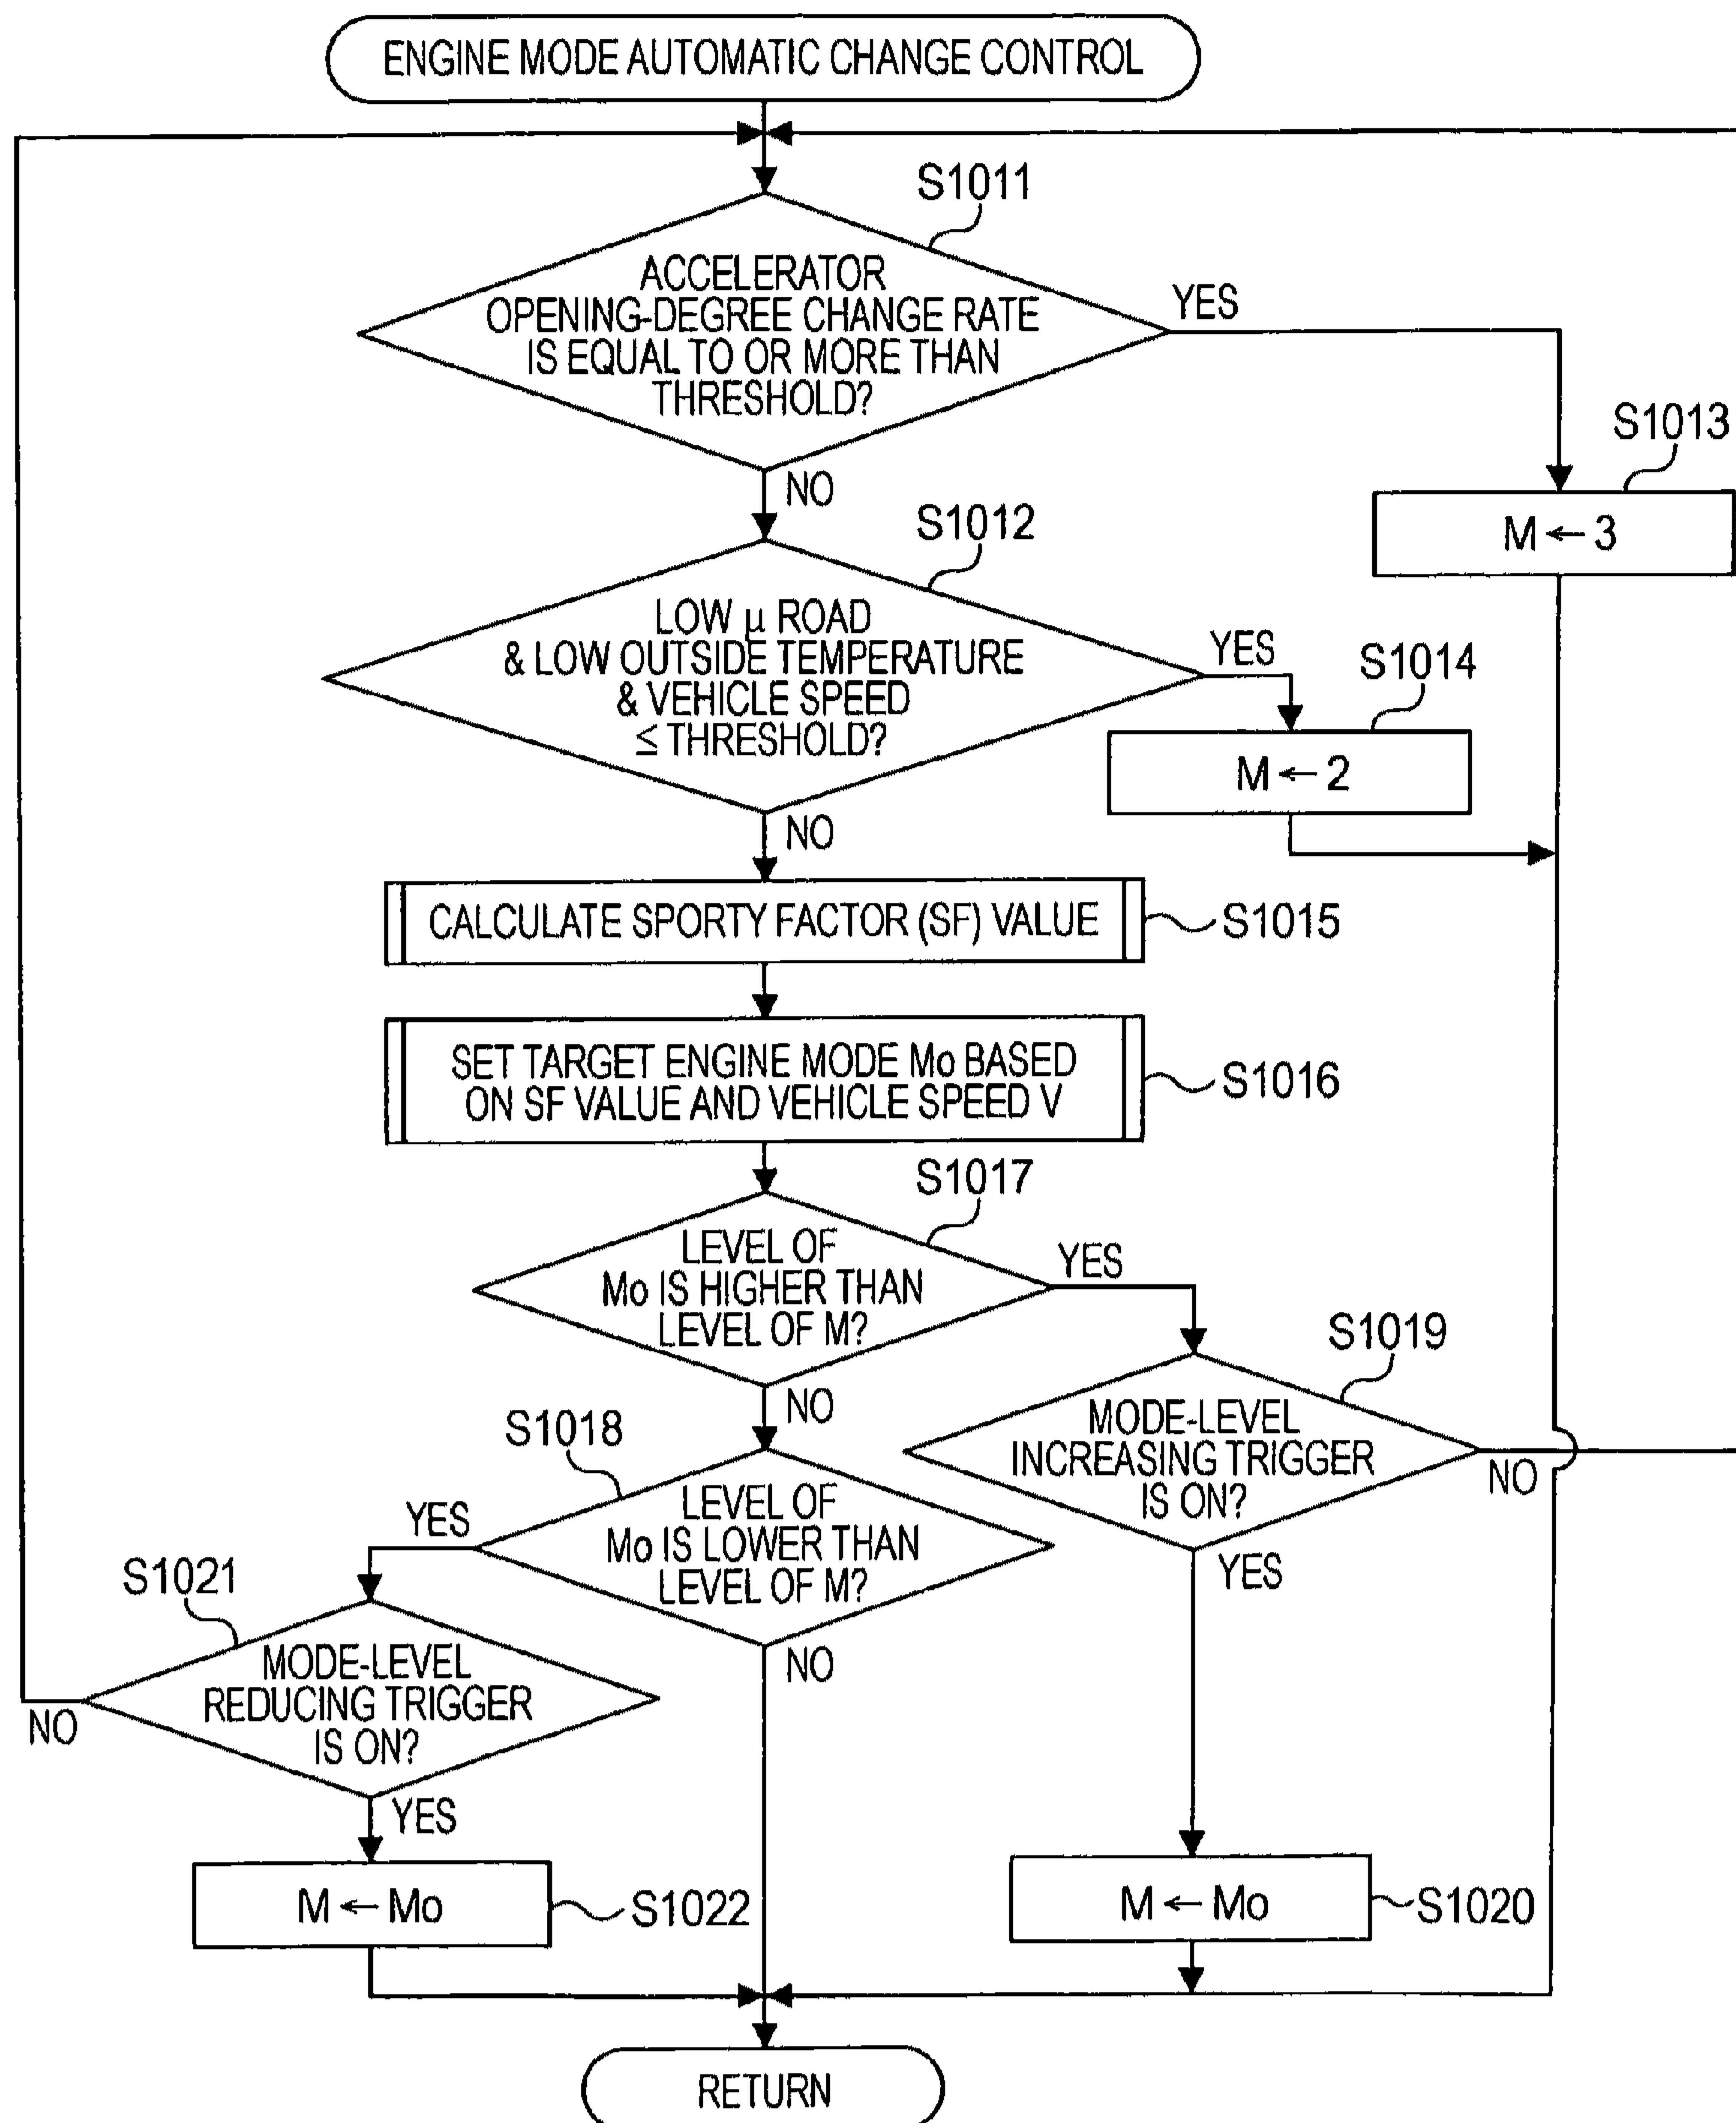 ENGINE MODE AUTOMATIC CHANGE CONTROL
S1011
ACCELERATOR
OPENING-DEGREE CHANGE RATE
IS EQUAL TO OR MORE THAN
THRESHOLD?
YES
NO
S1013
M ← 3
S1012
LOW μ ROAD
& LOW OUTSIDE TEMPERATURE
& VEHICLE SPEED
≤ THRESHOLD?
YES
NO
S1014
M ← 2
CALCULATE SPORTY FACTOR (SF) VALUE
S1015
SET TARGET ENGINE MODE Mo BASED
ON SF VALUE AND VEHICLE SPEED V
S1016
S1017
LEVEL OF
Mo IS HIGHER THAN
LEVEL OF M?
YES
NO
S1019
MODE-LEVEL
INCREASING TRIGGER
IS ON?
NO
YES
S1018
LEVEL OF
Mo IS LOWER THAN
LEVEL OF M?
YES
NO
S1021
MODE-LEVEL
REDUCING TRIGGER
IS ON?
NO
YES
M ← Mo
S1022
M ← Mo
S1020
RETURN